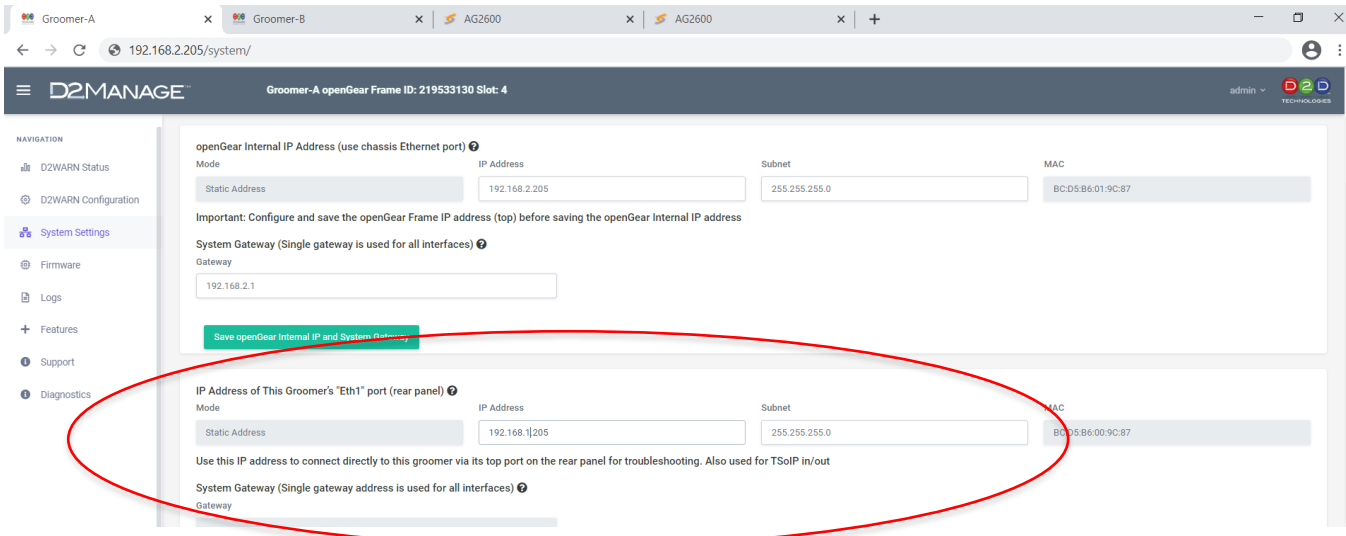 Groomer-A
Groomer-B
AG2600
AG2600
192.168.2.205/system/
D2MANAGE™
Groomer-A openGear Frame ID: 219533130 Slot: 4
admin
D2D
TECHNOLOGIES
NAVIGATION
D2WARN Status
D2WARN Configuration
System Settings
Firmware
Logs
Features
Support
Diagnostics
openGear Internal IP Address (use chassis Ethernet port)
Mode IP Address Subnet MAC
Static Address 192.168.2.205 255.255.255.0 BC:D5:B6:01:9C:87
Important: Configure and save the openGear Frame IP address (top) before saving the openGear Internal IP address
System Gateway (Single gateway is used for all interfaces)
Gateway
192.168.2.1
Save openGear Internal IP and System Gateway
IP Address of This Groomer's "Eth1" port (rear panel)
Mode IP Address Subnet MAC
Static Address 192.168.1.205 255.255.255.0 BC:D5:B6:00:9C:87
Use this IP address to connect directly to this groomer via its top port on the rear panel for troubleshooting. Also used for TSoIP in/out
System Gateway (Single gateway address is used for all interfaces)
Gateway